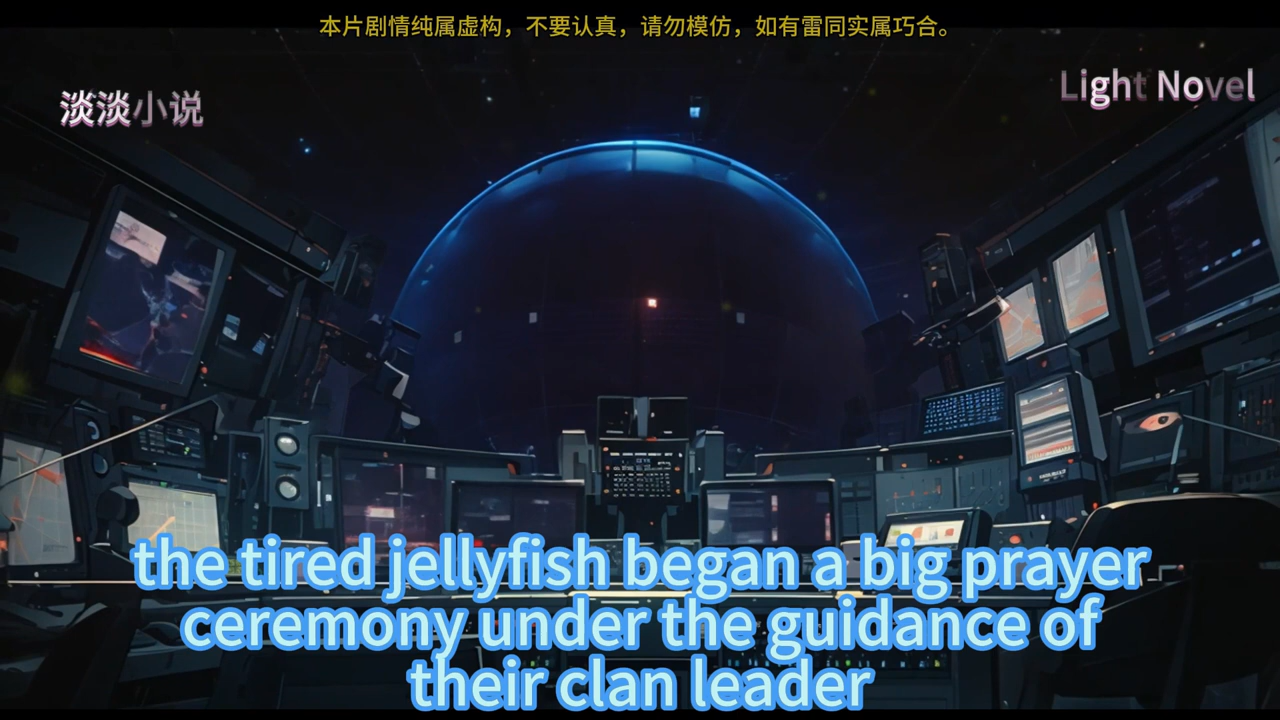 本片剧情纯属虚构，不要认真，请勿模仿，如有雷同实属巧合。
淡淡小说
Light Novel
the tired jellyfish began a big prayer
ceremony under the guidance of
their clan leader